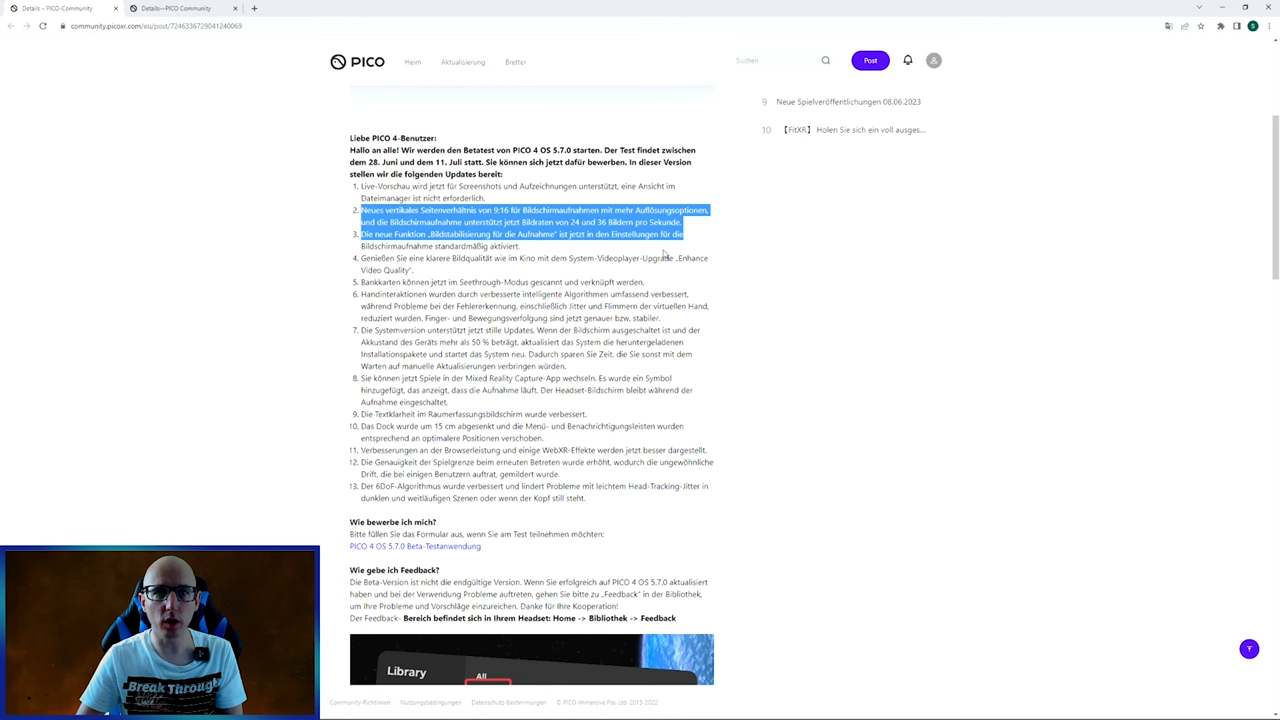 Details – PICO-Community
Details—PICO Community
community.picoxr.com/eu/post/7246336729041240069
S
PICO
Heim
Aktualisierung
Bretter
Suchen
Post
9 Neue Spielveröffentlichungen 08.06.2023
10 【FitXR】 Holen Sie sich ein voll ausges...
Liebe PICO 4-Benutzer:
Hallo an alle! Wir werden den Betatest von PICO 4 OS 5.7.0 starten. Der Test findet zwischen
dem 28. Juni und dem 11. Juli statt. Sie können sich jetzt dafür bewerben. In dieser Version
stellen wir die folgenden Updates bereit:
1. Live-Vorschau wird jetzt für Screenshots und Aufzeichnungen unterstützt, eine Ansicht im
Dateimanager ist nicht erforderlich.
2. Neues vertikales Seitenverhältnis von 9:16 für Bildschirmaufnahmen mit mehr Auflösungsoptionen,
und die Bildschirmaufnahme unterstützt jetzt Bildraten von 24 und 36 Bildern pro Sekunde.
3. Die neue Funktion „Bildstabilisierung für die Aufnahme" ist jetzt in den Einstellungen für die
Bildschirmaufnahme standardmäßig aktiviert.
4. Genießen Sie eine klarere Bildqualität wie im Kino mit dem System-Videoplayer-Upgrade „Enhance
Video Quality".
5. Bankkarten können jetzt im Seethrough-Modus gescannt und verknüpft werden.
6. Handinteraktionen wurden durch verbesserte intelligente Algorithmen umfassend verbessert,
während Probleme bei der Fehlererkennung, einschließlich Jitter und Flimmern der virtuellen Hand,
reduziert wurden. Finger- und Bewegungsverfolgung sind jetzt genauer bzw. stabiler.
7. Die Systemversion unterstützt jetzt stille Updates. Wenn der Bildschirm ausgeschaltet ist und der
Akkustand des Geräts mehr als 50 % beträgt, aktualisiert das System die heruntergeladenen
Installationspakete und startet das System neu. Dadurch sparen Sie Zeit, die Sie sonst mit dem
Warten auf manuelle Aktualisierungen verbringen würden.
8. Sie können jetzt Spiele in der Mixed Reality Capture-App wechseln. Es wurde ein Symbol
hinzugefügt, das anzeigt, dass die Aufnahme läuft. Der Headset-Bildschirm bleibt während der
Aufnahme eingeschaltet.
9. Die Textklarheit im Raumerfassungsbildschirm wurde verbessert.
10. Das Dock wurde um 15 cm abgesenkt und die Menü- und Benachrichtigungsleisten wurden
entsprechend an optimalere Positionen verschoben.
11. Verbesserungen an der Browserleistung und einige WebXR-Effekte werden jetzt besser dargestellt.
12. Die Genauigkeit der Spielgrenze beim erneuten Betreten wurde erhöht, wodurch die ungewöhnliche
Drift, die bei einigen Benutzern auftrat, gemildert wurde.
13. Der 6DoF-Algorithmus wurde verbessert und lindert Probleme mit leichtem Head-Tracking-Jitter in
dunklen und weitläufigen Szenen oder wenn der Kopf still steht.
Wie bewerbe ich mich?
Bitte füllen Sie das Formular aus, wenn Sie am Test teilnehmen möchten:
PICO 4 OS 5.7.0 Beta-Testanwendung
Wie gebe ich Feedback?
Die Beta-Version ist nicht die endgültige Version. Wenn Sie erfolgreich auf PICO 4 OS 5.7.0 aktualisiert
haben und bei der Verwendung Probleme auftreten, gehen Sie bitte zu „Feedback" in der Bibliothek,
um Ihre Probleme und Vorschläge einzureichen. Danke für Ihre Kooperation!
Der Feedback- Bereich befindet sich in Ihrem Headset: Home -> Bibliothek -> Feedback
Library
All
Break Through
Community-Richtlinien
Nutzungsbedingungen
Datenschutz-Bestimmungen
© PICO Immersive Pte. Ltd. 2015-2022